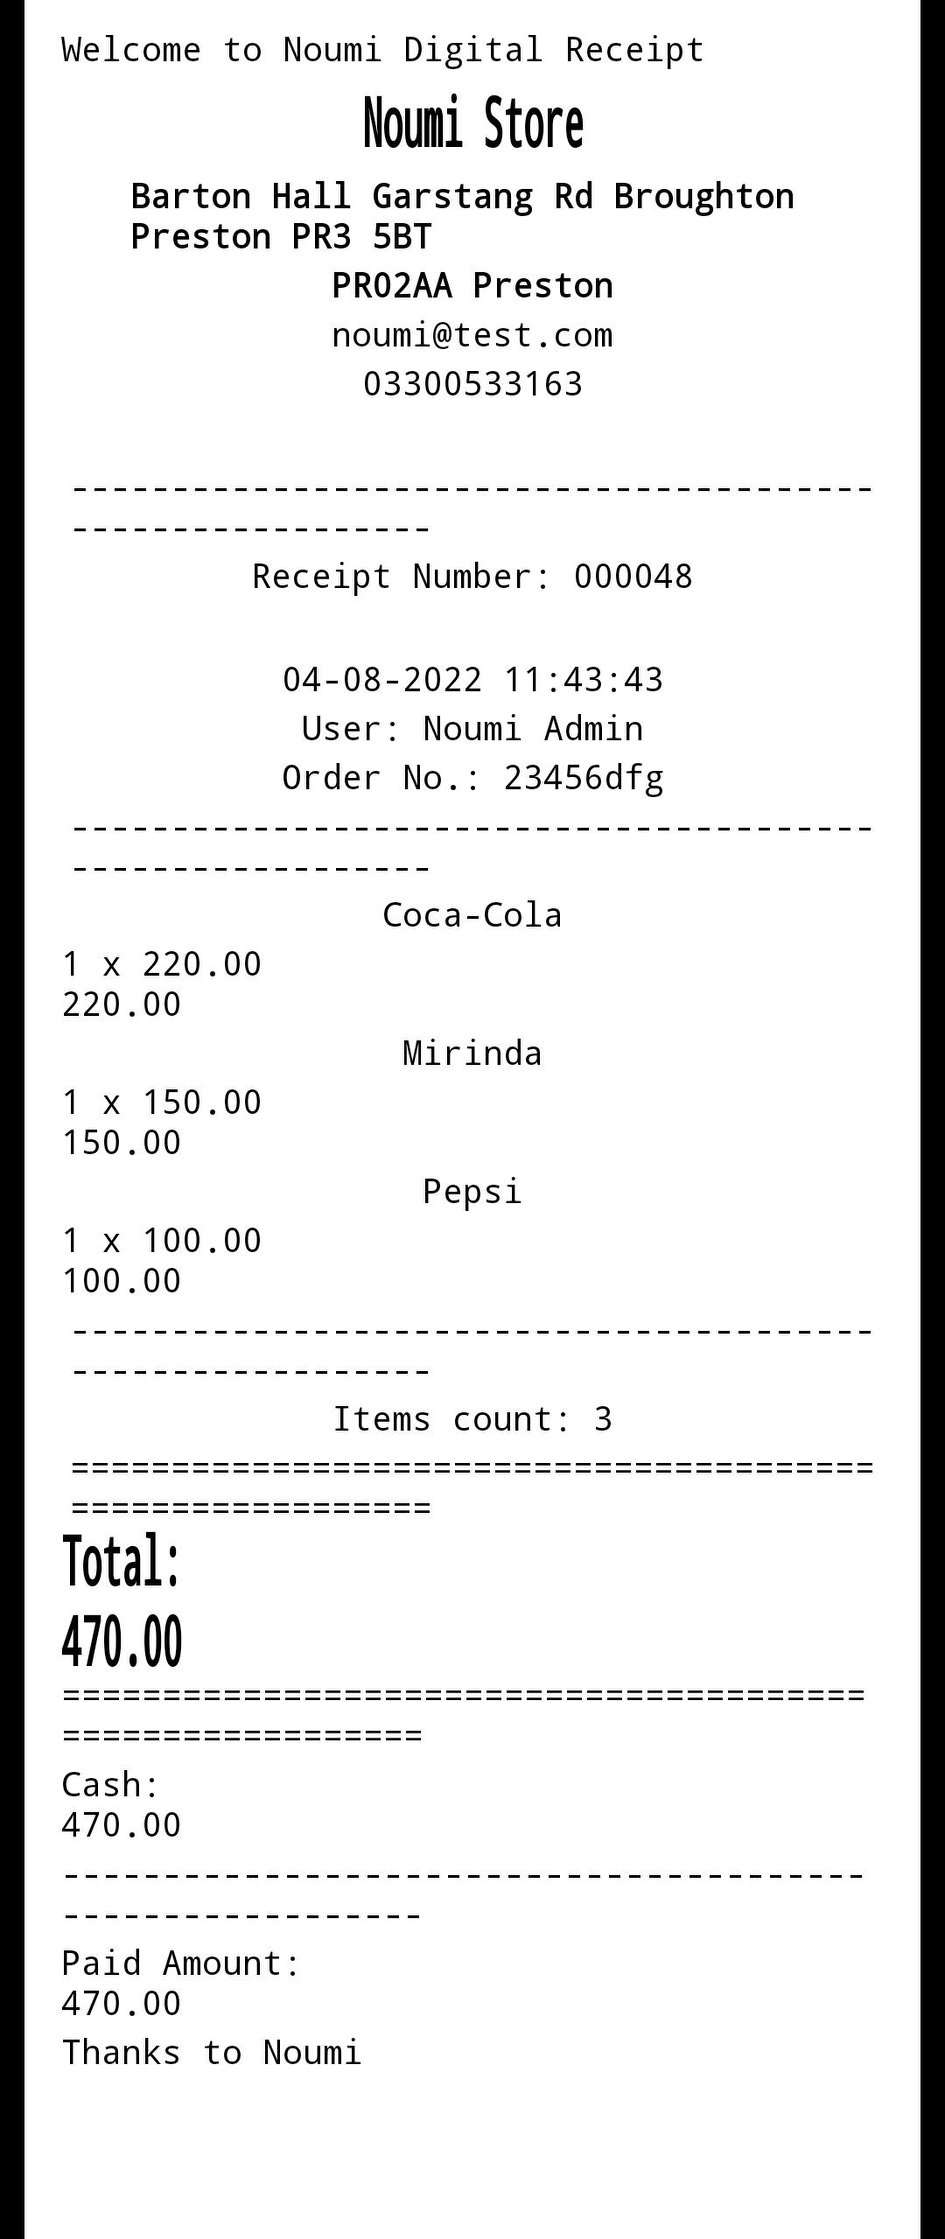 Welcome to Noumi Digital Receipt
Noumi Store
Barton Hall Garstang Rd Broughton
Preston PR3 5BT
PR02AA Preston
noumi@test.com
03300533163
----------------------------------------
------------------
Receipt Number: 000048
04-08-2022 11:43:43
User: Noumi Admin
Order No.: 23456dfg
----------------------------------------
------------------
Coca-Cola
1 x 220.00
220.00
Mirinda
1 x 150.00
150.00
Pepsi
1 x 100.00
100.00
----------------------------------------
------------------
Items count: 3
========================================
==================
Total:
470.00
========================================
==================
Cash:
470.00
----------------------------------------
------------------
Paid Amount:
470.00
Thanks to Noumi